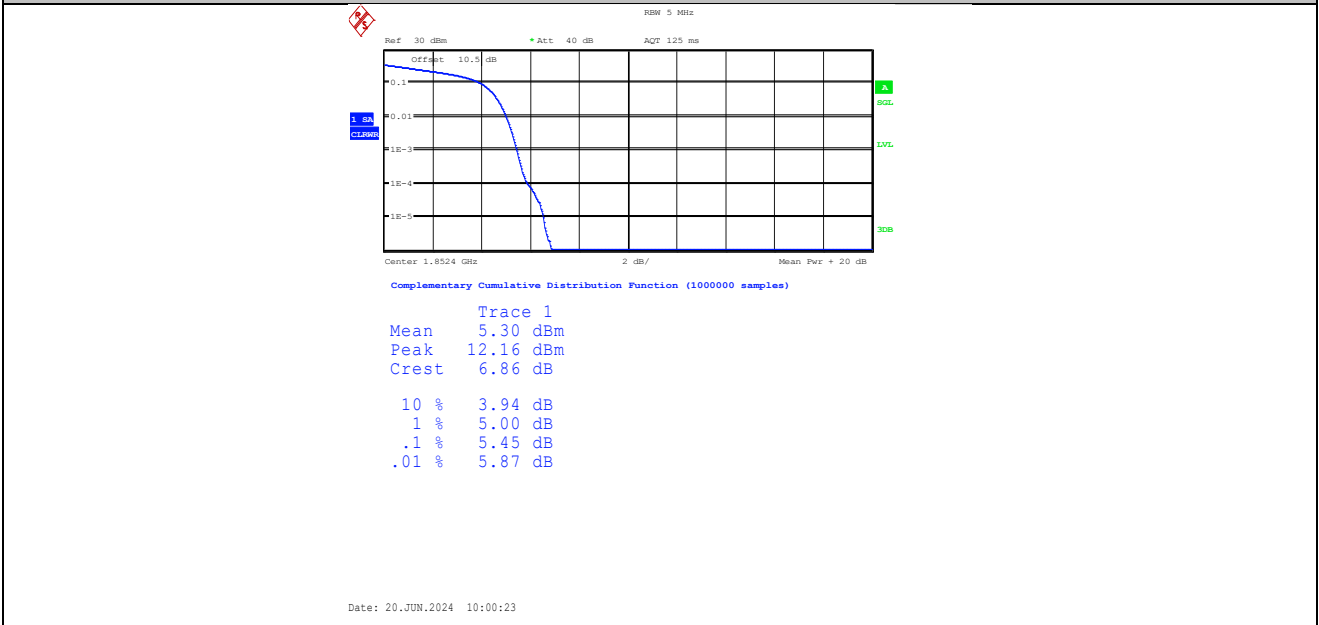 RBW 5 MHz
Ref 30 dBm * Att 40 dB AQT 125 ms
Offset 10.5 dB
0.1
A
SGL
1 SA
0.01
CLRWR
1E-3
LVL
1E-4
1E-5
3DB
Center 1.8524 GHz 2 dB/ Mean Pwr + 20 dB
Complementary Cumulative Distribution Function (1000000 samples)
Trace 1
Mean 5.30 dBm
Peak 12.16 dBm
Crest 6.86 dB
10 % 3.94 dB
1 % 5.00 dB
.1 % 5.45 dB
.01 % 5.87 dB
Date: 20.JUN.2024 10:00:23